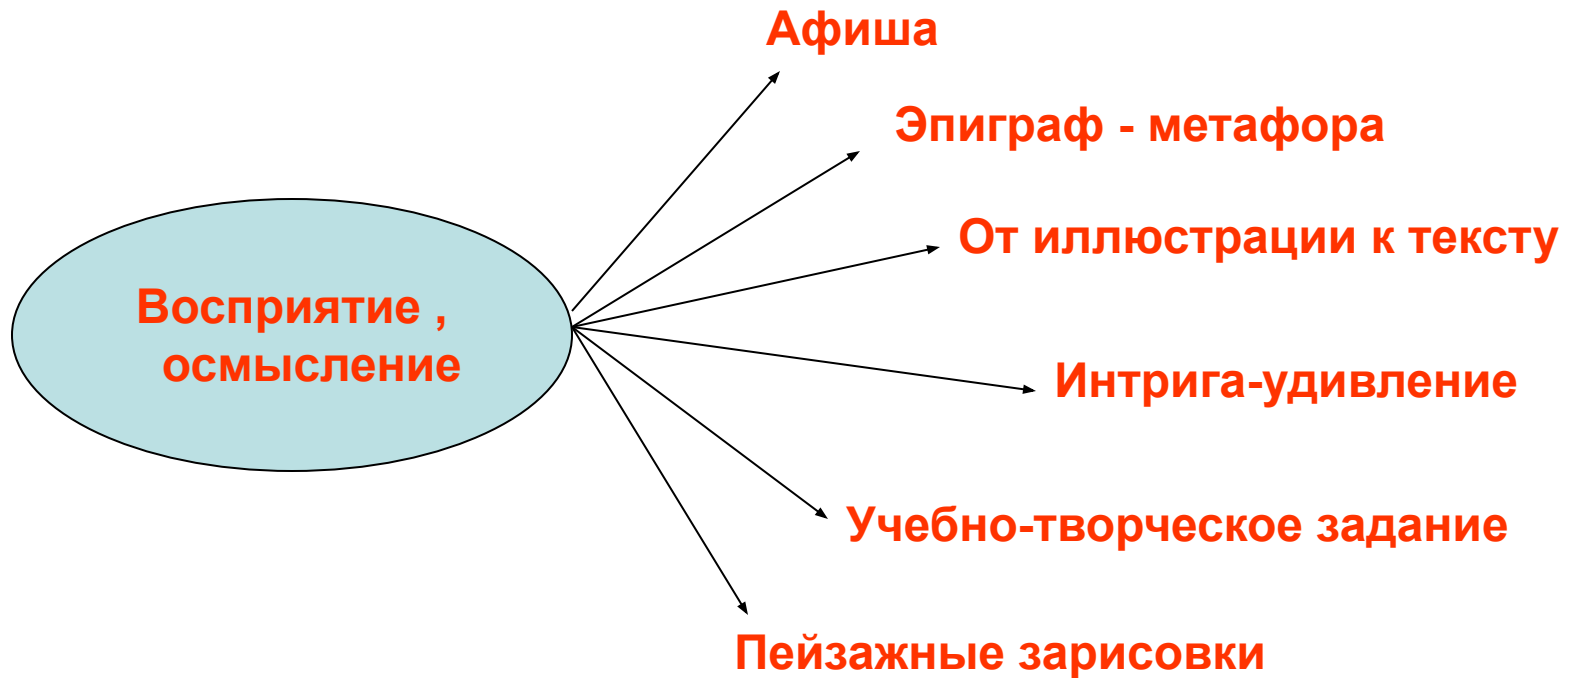 Афиша
Эпиграф - метафора
От иллюстрации к тексту
Восприятие ,
осмысление
Интрига-удивление
Учебно-творческое задание
Пейзажные зарисовки